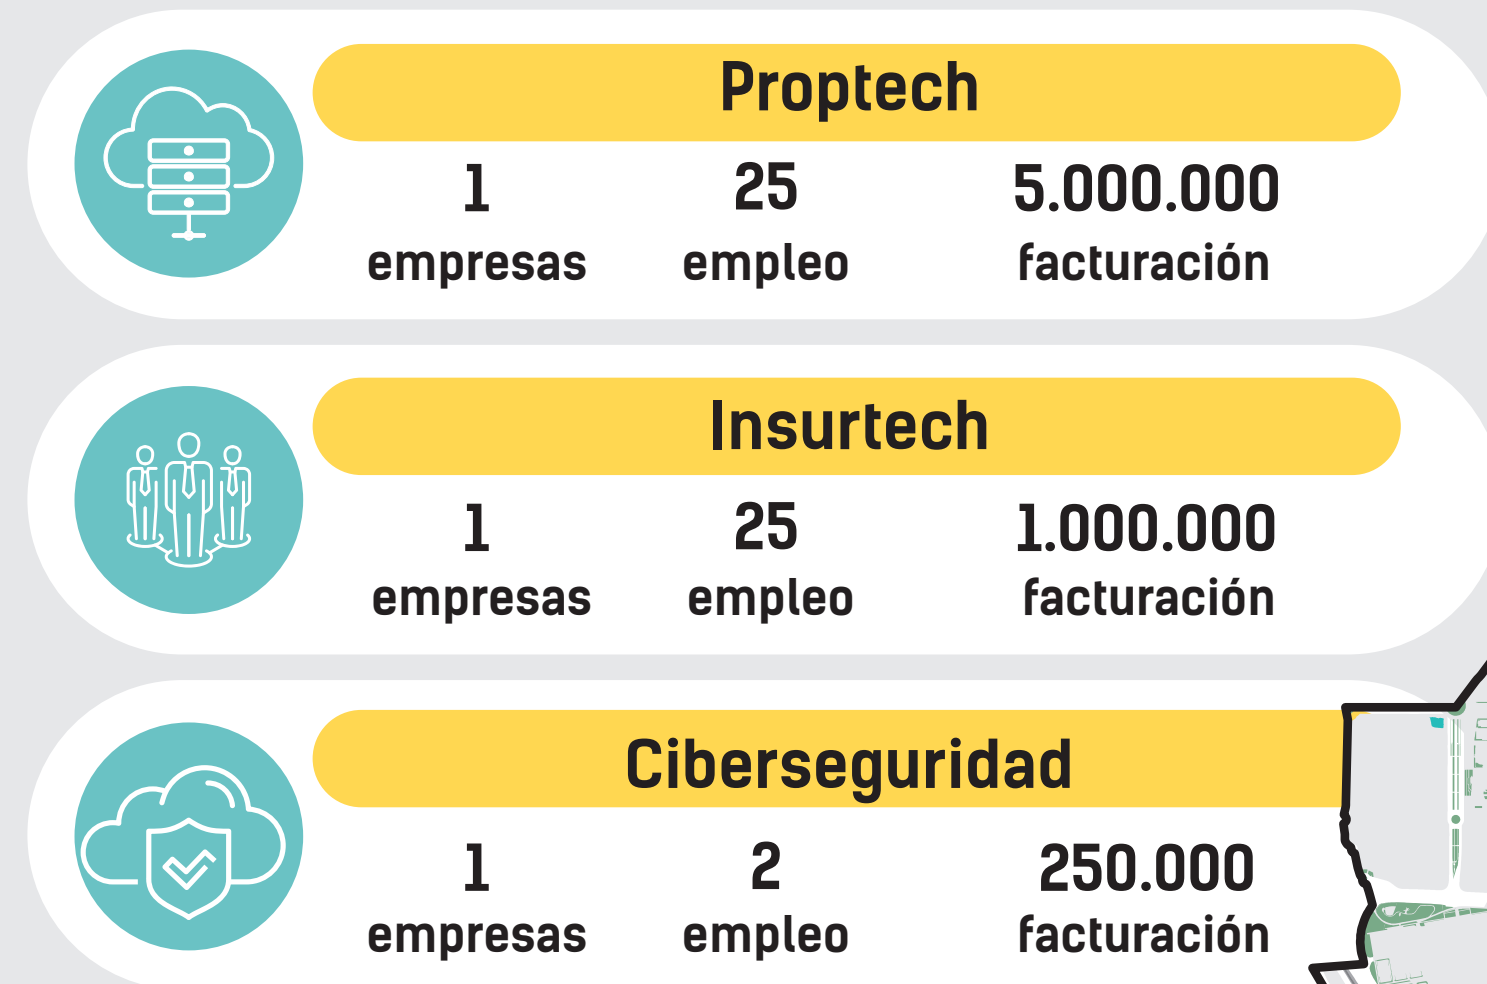 Proptech
1 25 5.000.000
empresas empleo facturación
Insurtech
1 25 1.000.000
empresas empleo facturación
Ciberseguridad
1 2 250.000
empresas empleo facturación